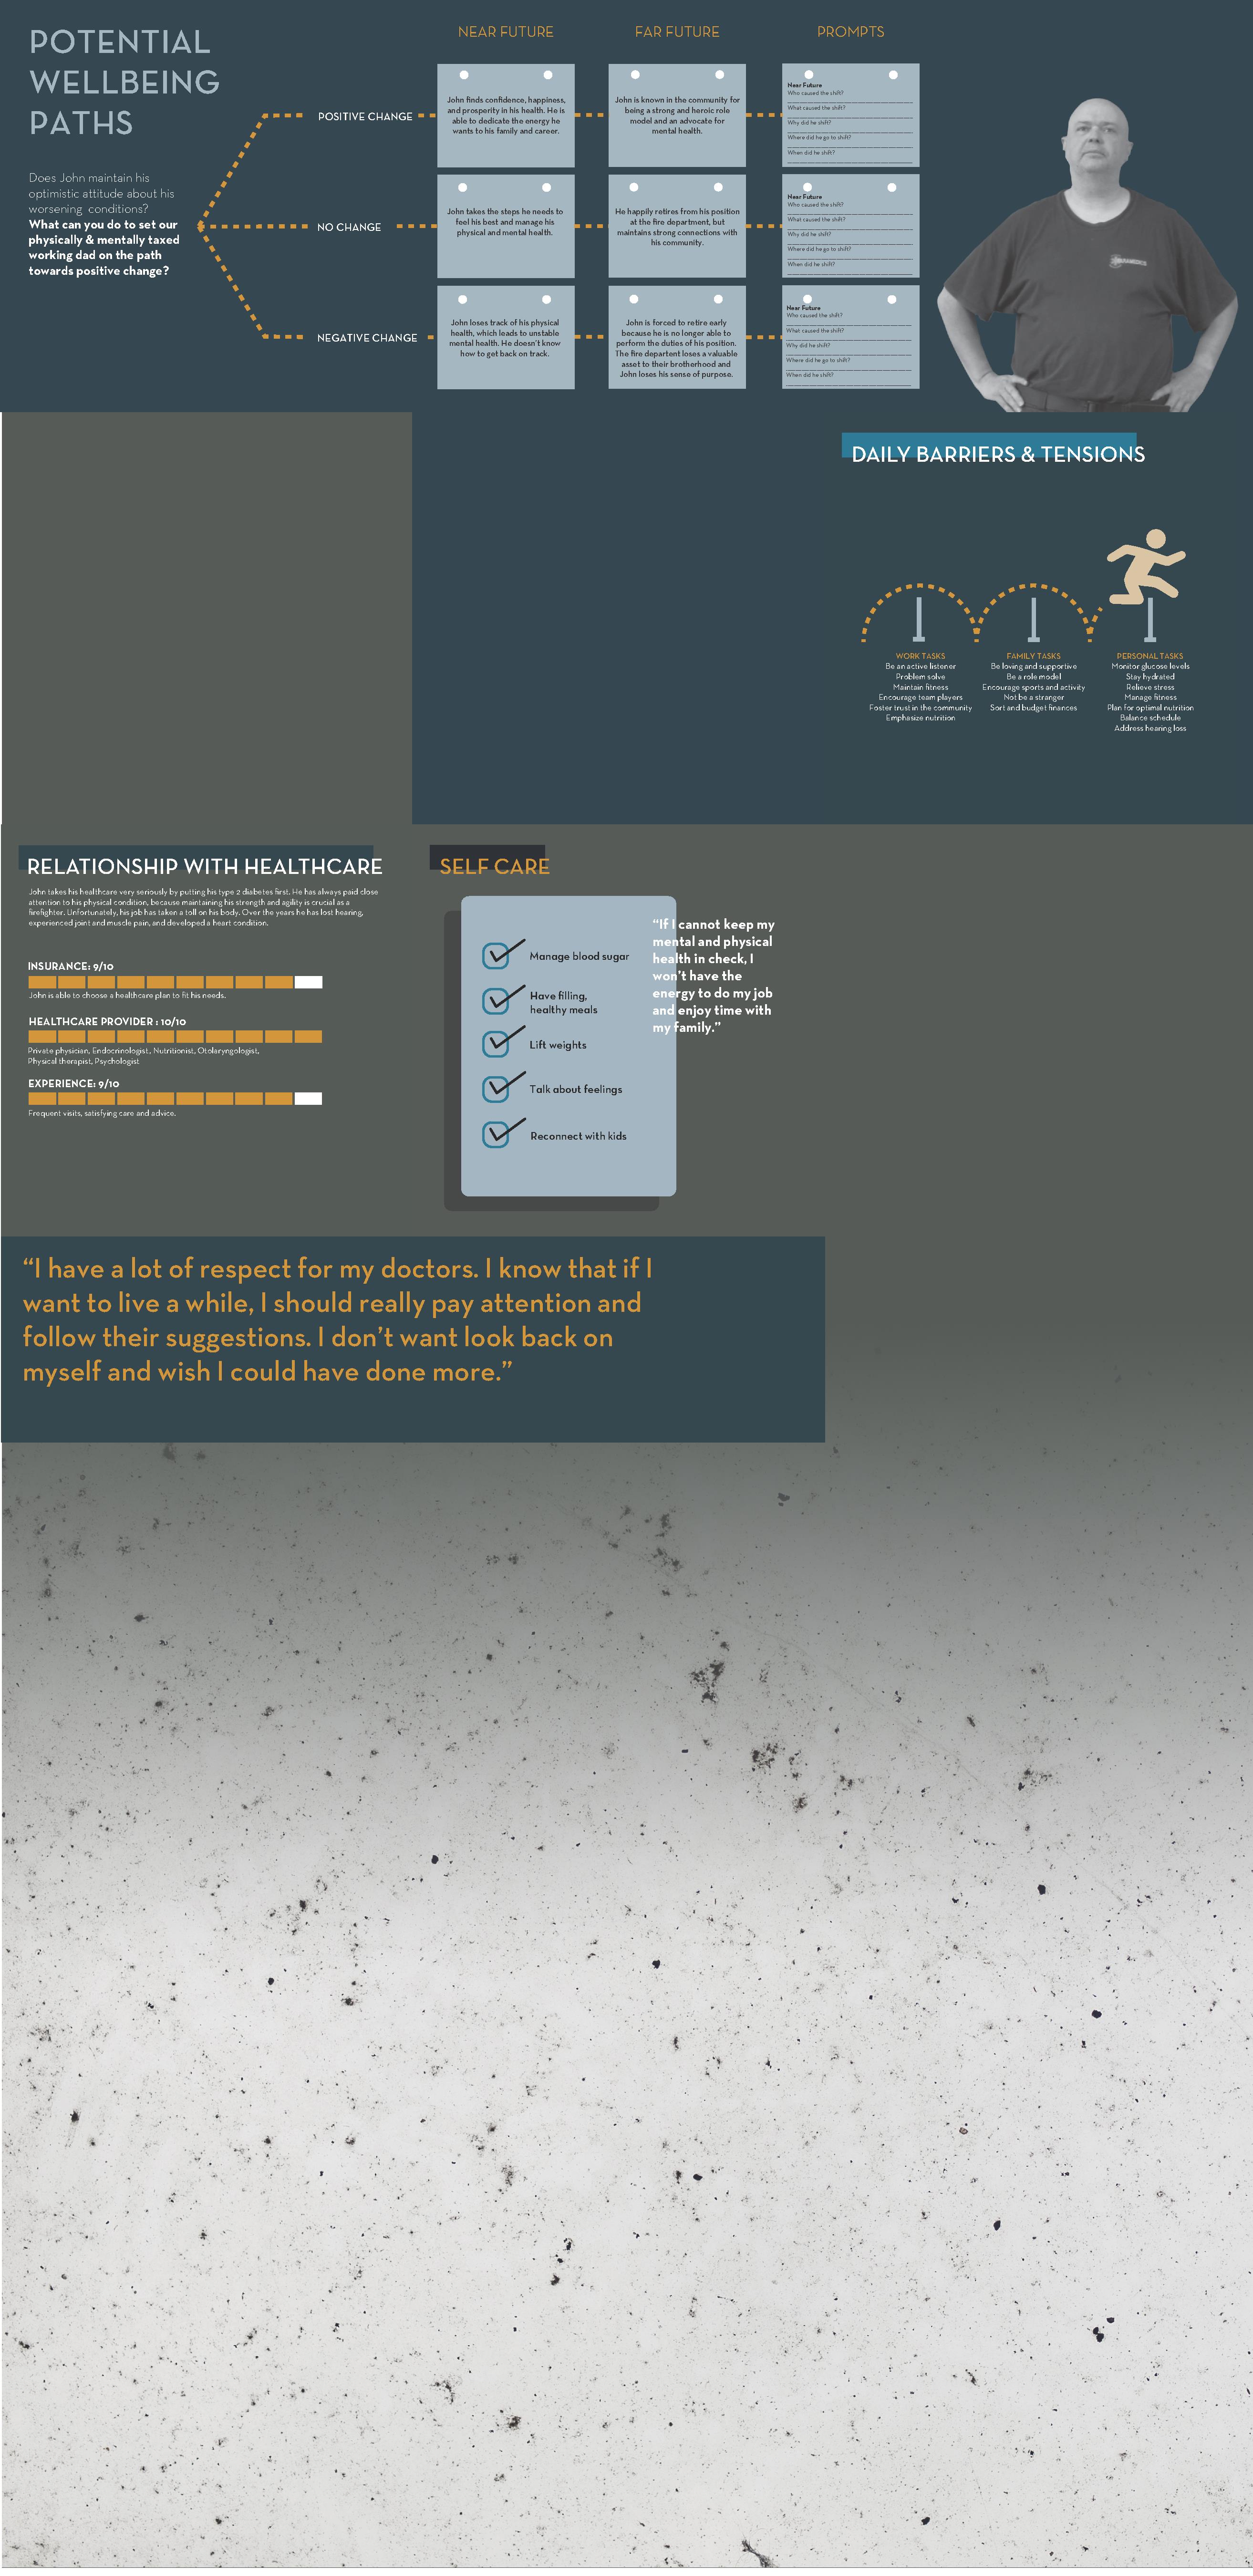 POTENTIAL
WELLBEING
PATHS
Does John maintain his
optimistic attitude about his
worsening conditions?
What can you do to set our
physically & mentally taxed
working dad on the path
towards positive change?
POSITIVE CHANGE
NO CHANGE
NEGATIVE CHANGE
NEAR FUTURE
John finds confidence, happiness,
and prosperity in his health. He is
able to dedicate the energy he
wants to his family and career.
John takes the steps he needs to
feel his best and manage his
physical and mental health.
John loses track of his physical
health, which leads to unstable
mental health. He doesn't know
how to get back on track.
FAR FUTURE
John is known in the community for
being a strong and heroic role
model and an advocate for
mental health.
He happily retires from his position
at the fire department, but
maintains strong connections with
his community.
John is forced to retire early
because he is no longer able to
perform the duties of his position.
The fire departent loses a valuable
asset to their brotherhood and
John loses his sense of purpose.
PROMPTS
Near Future
Who caused the shift?
What caused the shift?
Why did he shift?
Where did he go to shift?
When did he shift?
Near Future
Who caused the shift?
What caused the shift?
Why did he shift?
Where did he go to shift?
When did he shift?
Near Future
Who caused the shift?
What caused the shift?
Why did he shift?
Where did he go to shift?
When did he shift?
DAILY BARRIERS & TENSIONS
WORK TASKS
Be an active listener
Problem solve
Maintain fitness
Encourage team players
Foster trust in the community
Emphasize nutrition
FAMILY TASKS
Be loving and supportive
Be a role model
Encourage sports and activity
Not be a stranger
Sort and budget finances
PERSONAL TASKS
Monitor glucose levels
Stay hydrated
Relieve stress
Manage fitness
Plan for optimal nutrition
Balance schedule
Address hearing loss
RELATIONSHIP WITH HEALTHCARE
John takes his healthcare very seriously by putting his type 2 diabetes first. He has always paid close
attention to his physical condition, because maintaining his strength and agility is crucial as a
firefighter. Unfortunately, his job has taken a toll on his body. Over the years he has lost hearing,
experienced joint and muscle pain, and developed a heart condition.
INSURANCE: 9/10
John is able to choose a healthcare plan to fit his needs.
HEALTHCARE PROVIDER : 10/10
Private physician, Endocrinologist, Nutritionist, Otolaryngologist,
Physical therapist, Psychologist
EXPERIENCE: 9/10
Frequent visits, satisfying care and advice.
SELF CARE
Manage blood sugar
Have filling,
healthy meals
Lift weights
Talk about feelings
Reconnect with kids
“If I cannot keep my
mental and physical
health in check, I
won’t have the
energy to do my job
and enjoy time with
my family.”
“I have a lot of respect for my doctors. I know that if I
want to live a while, I should really pay attention and
follow their suggestions. I don’t want look back on
myself and wish I could have done more.”